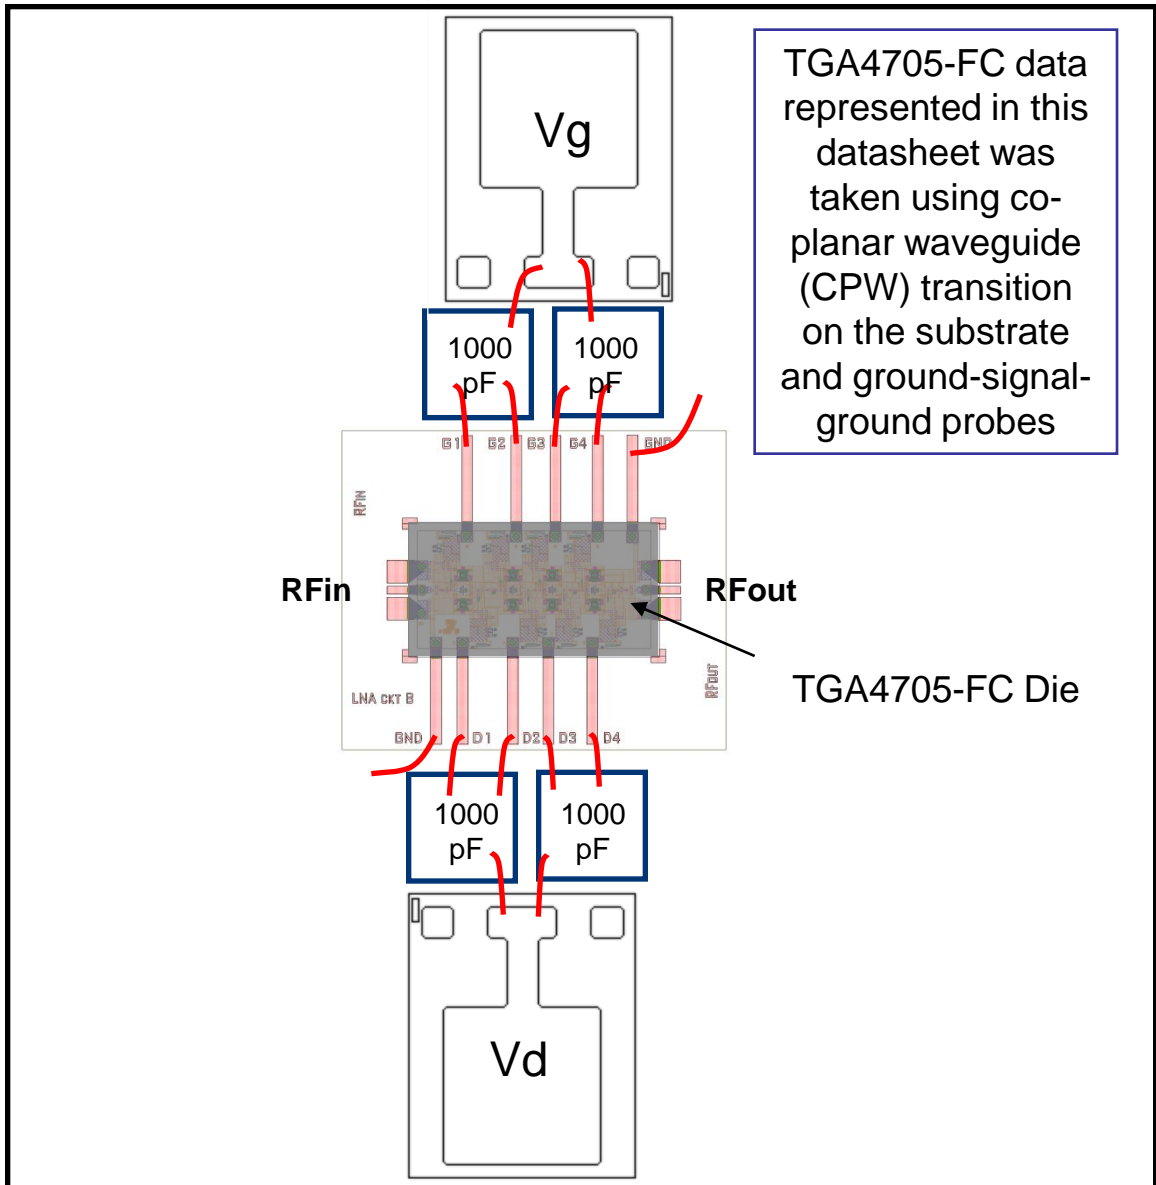 Vg
TGA4705-FC data
represented in this
datasheet was
taken using co-
planar waveguide
(CPW) transition
on the substrate
and ground-signal-
ground probes
1000
pF
1000
pF
G1 G2 G3 G4 GND
RFIN
RFin
RFout
TGA4705-FC Die
RFOUT
LNA CKT B
GND D1 D2 D3 D4
1000
pF
1000
pF
Vd